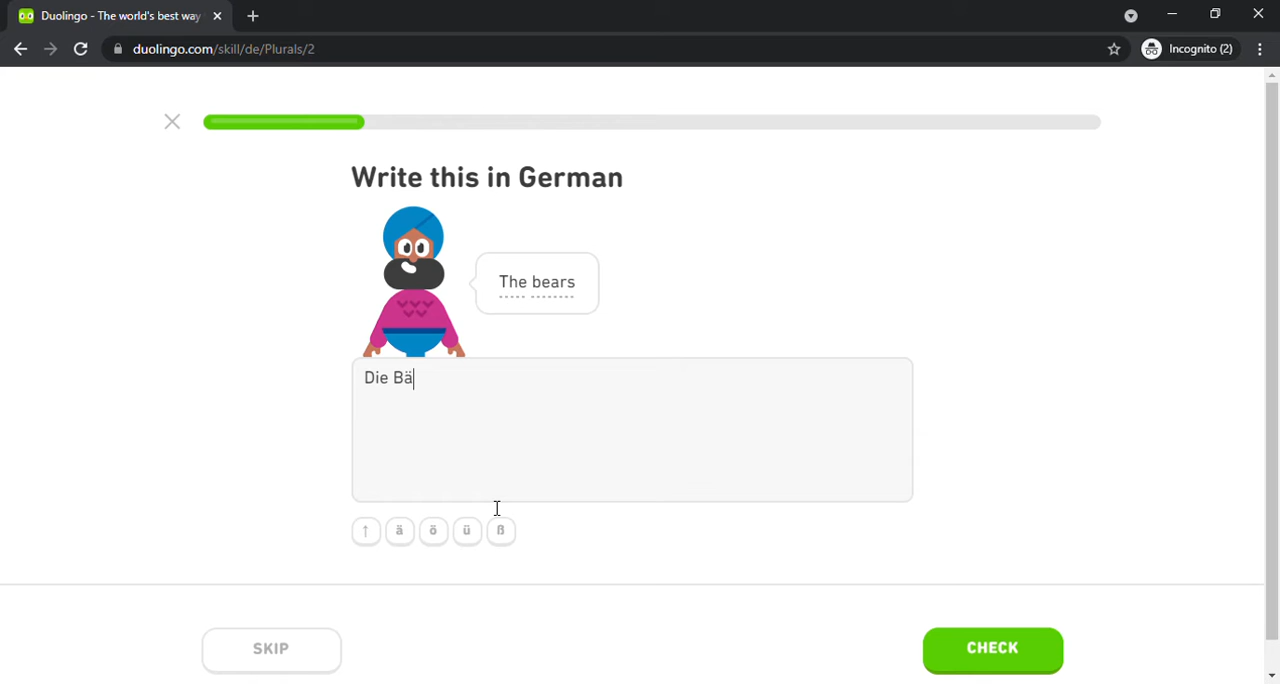 Duolingo - The world's best way
duolingo.com/skill/de/Plurals/2
Incognito (2)
Write this in German
The bears
Die Bä
↑ ä ö ü ß
SKIP
CHECK